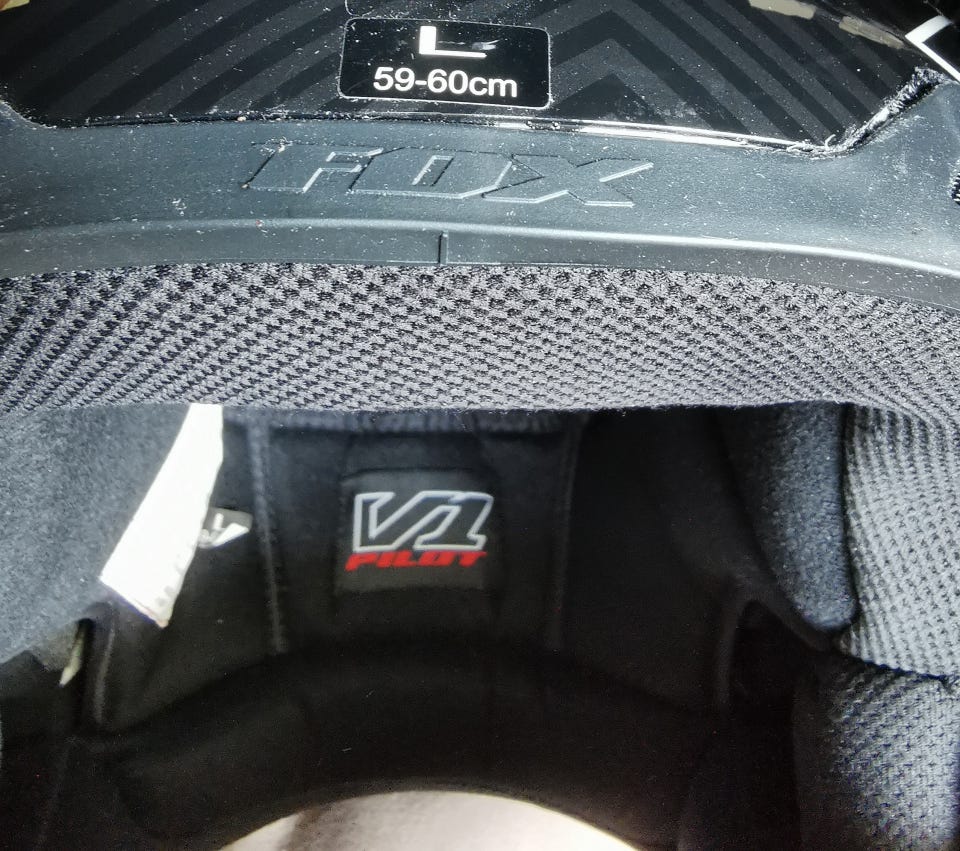 L
59-60cm
FOX
V1
PILOT